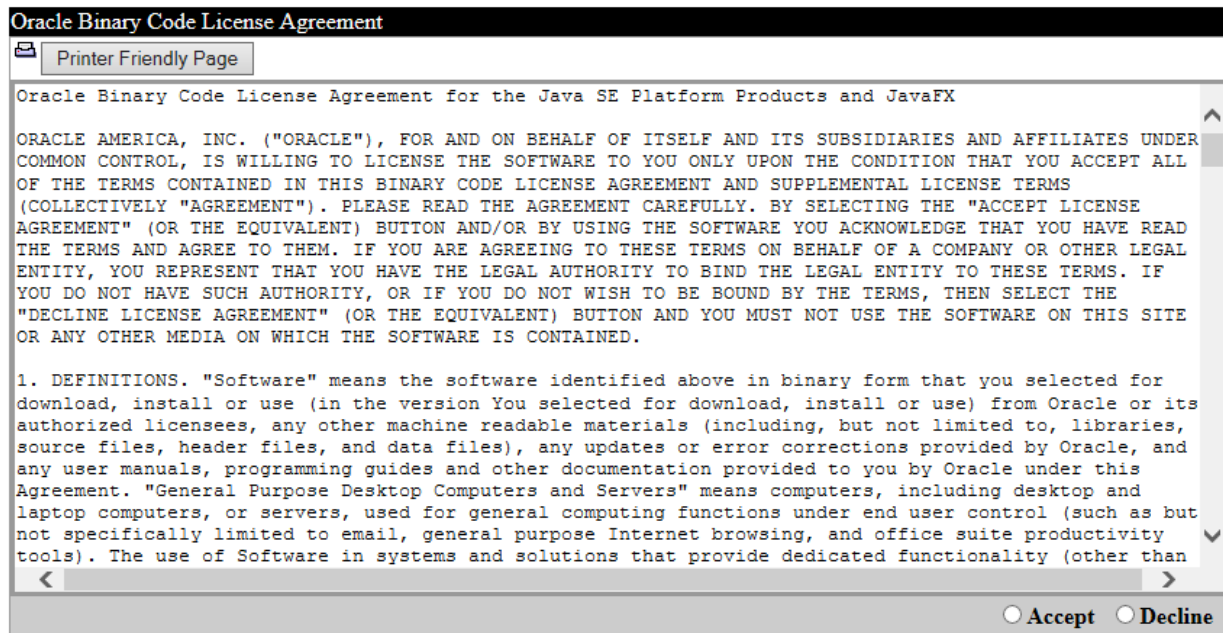 Oracle Binary Code License Agreement
Printer Friendly Page
Oracle Binary Code License Agreement for the Java SE Platform Products and JavaFX
ORACLE AMERICA, INC. ("ORACLE"), FOR AND ON BEHALF OF ITSELF AND ITS SUBSIDIARIES AND AFFILIATES UNDER
COMMON CONTROL, IS WILLING TO LICENSE THE SOFTWARE TO YOU ONLY UPON THE CONDITION THAT YOU ACCEPT ALL
OF THE TERMS CONTAINED IN THIS BINARY CODE LICENSE AGREEMENT AND SUPPLEMENTAL LICENSE TERMS
(COLLECTIVELY "AGREEMENT"). PLEASE READ THE AGREEMENT CAREFULLY. BY SELECTING THE "ACCEPT LICENSE
AGREEMENT" (OR THE EQUIVALENT) BUTTON AND/OR BY USING THE SOFTWARE YOU ACKNOWLEDGE THAT YOU HAVE READ
THE TERMS AND AGREE TO THEM. IF YOU ARE AGREEING TO THESE TERMS ON BEHALF OF A COMPANY OR OTHER LEGAL
ENTITY, YOU REPRESENT THAT YOU HAVE THE LEGAL AUTHORITY TO BIND THE LEGAL ENTITY TO THESE TERMS. IF
YOU DO NOT HAVE SUCH AUTHORITY, OR IF YOU DO NOT WISH TO BE BOUND BY THE TERMS, THEN SELECT THE
"DECLINE LICENSE AGREEMENT" (OR THE EQUIVALENT) BUTTON AND YOU MUST NOT USE THE SOFTWARE ON THIS SITE
OR ANY OTHER MEDIA ON WHICH THE SOFTWARE IS CONTAINED.
1. DEFINITIONS. "Software" means the software identified above in binary form that you selected for
download, install or use (in the version You selected for download, install or use) from Oracle or its
authorized licensees, any other machine readable materials (including, but not limited to, libraries,
source files, header files, and data files), any updates or error corrections provided by Oracle, and
any user manuals, programming guides and other documentation provided to you by Oracle under this
Agreement. "General Purpose Desktop Computers and Servers" means computers, including desktop and
laptop computers, or servers, used for general computing functions under end user control (such as but
not specifically limited to email, general purpose Internet browsing, and office suite productivity
tools). The use of Software in systems and solutions that provide dedicated functionality (other than
Accept Decline